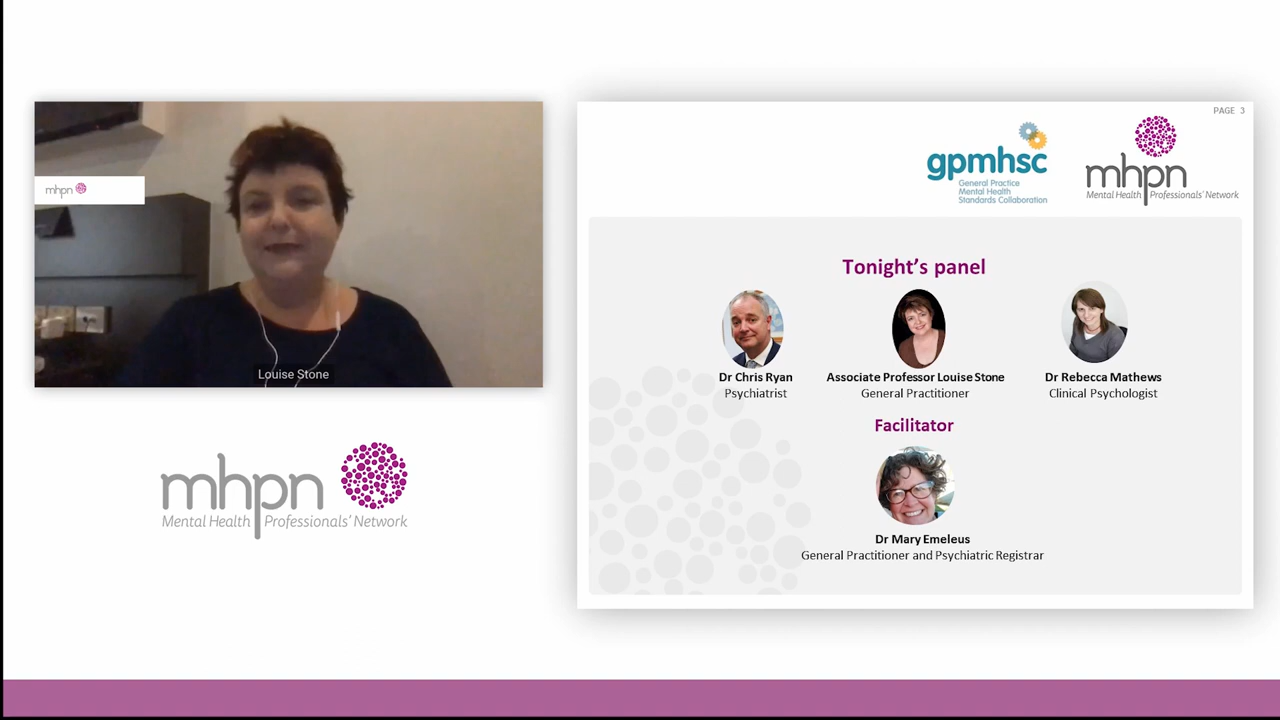 mhpn
Louise Stone
mhpn
Mental Health Professionals' Network
PAGE 3
gpmhsc
General Practice
Mental Health
Standards Collaboration
mhpn
Mental Health Professionals' Network
Tonight's panel
Dr Chris Ryan
Psychiatrist
Associate Professor Louise Stone
General Practitioner
Dr Rebecca Mathews
Clinical Psychologist
Facilitator
Dr Mary Emeleus
General Practitioner and Psychiatric Registrar